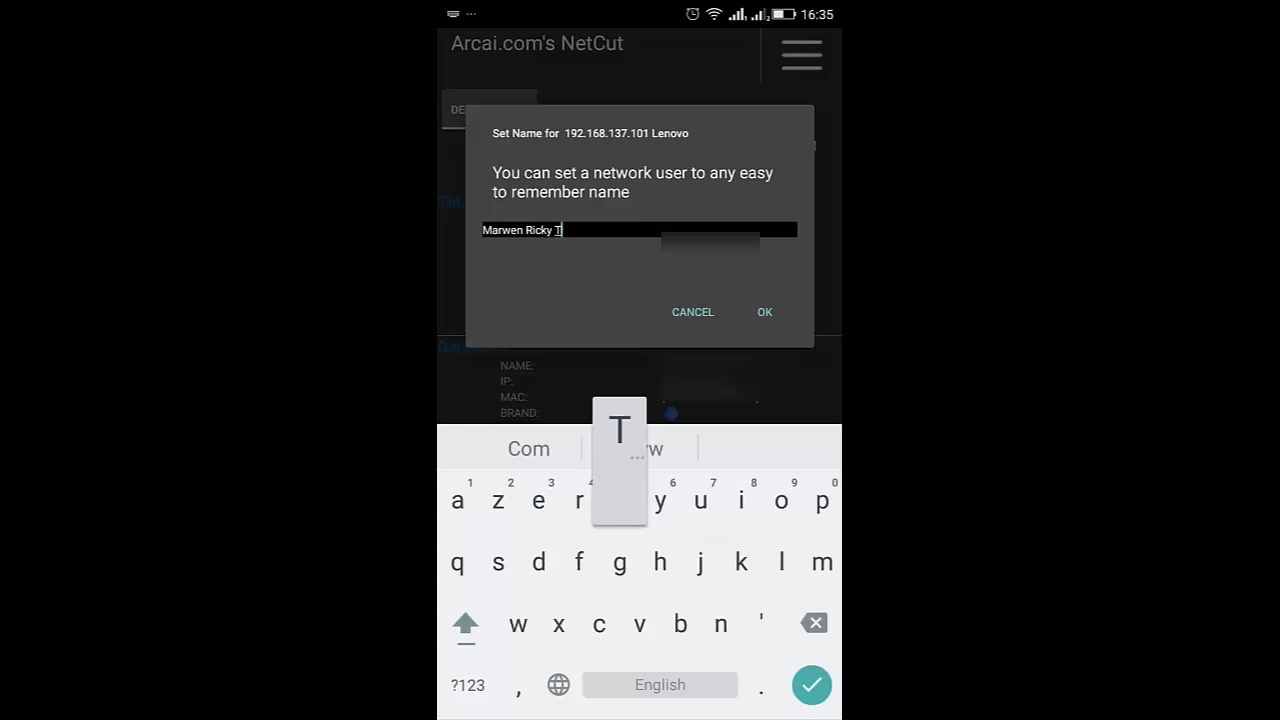 16:35
Arcai.com's NetCut
DE
Set Name for 192.168.137.101 Lenovo
You can set a network user to any easy
to remember name
Marwen Ricky T
CANCEL OK
NAME:
IP:
MAC:
BRAND:
T
Com
1 2 3 4 6 7 8 9 0
a z e r y u i o p
q s d f g h j k l m
w x c v b n '
?123 , English .